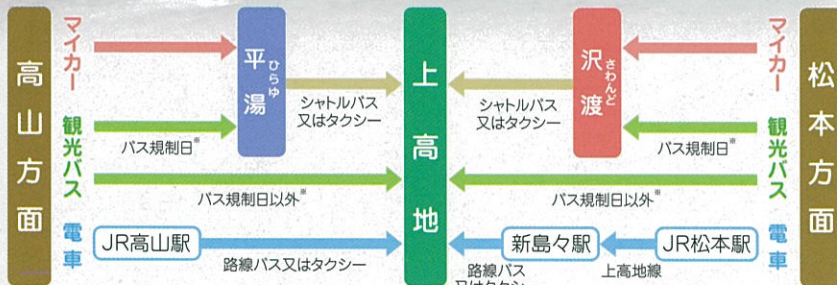 高山方面
マイカー
観光バス
電車
平湯
ひらゆ
上高地
沢渡
さわんど
マイカー
観光バス
電車
松本方面
シャトルバス
又はタクシー
シャトルバス
又はタクシー
バス規制日※
バス規制日※
バス規制日以外※
バス規制日以外※
JR高山駅
路線バス又はタクシー
新島々駅
JR松本駅
路線バス
又はタクシー
上高地線